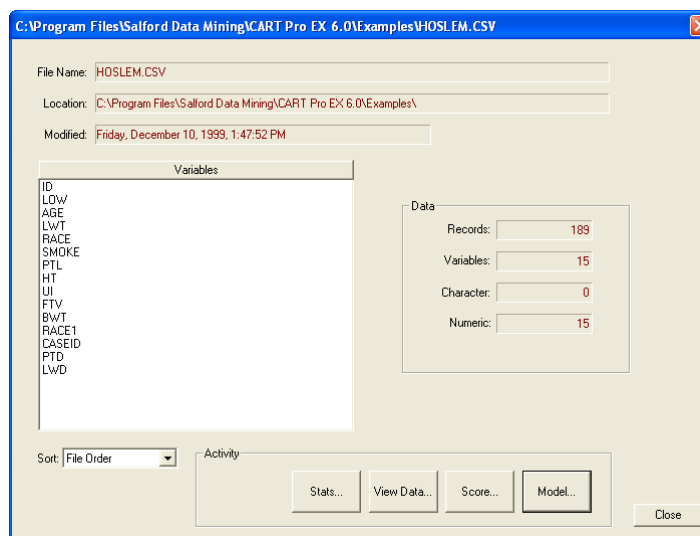 C:\Program Files\Salford Data Mining\CART Pro EX 6.0\Examples\HOSLEM.CSV
File Name: HOSLEM.CSV
Location: C:\Program Files\Salford Data Mining\CART Pro EX 6.0\Examples\
Modified: Friday, December 10, 1999, 1:47:52 PM
Variables
ID
LOW
AGE
LWT
RACE
SMOKE
PTL
HT
UI
FTV
BWT
RACE1
CASEID
PTD
LWD
Data
Records: 189
Variables: 15
Character: 0
Numeric: 15
Sort: File Order
Activity
Stats... View Data... Score... Model...
Close